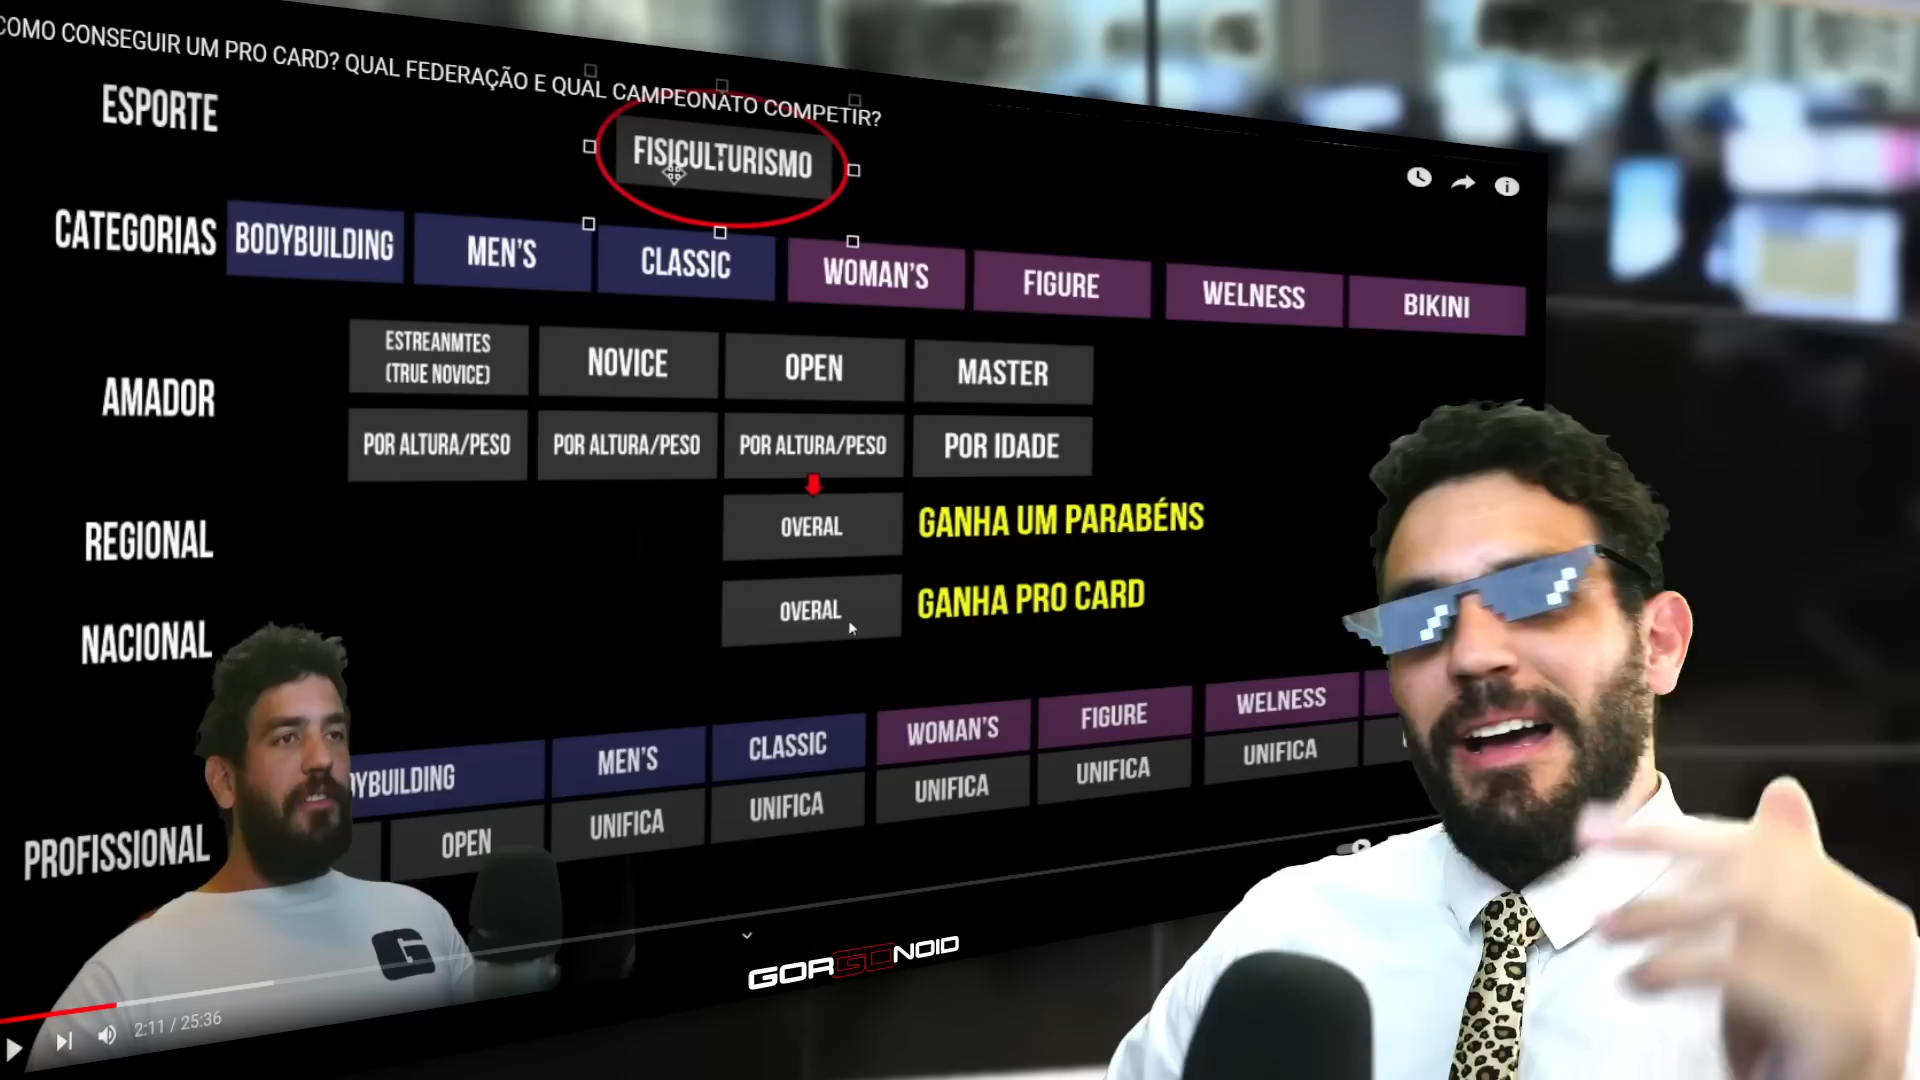 COMO CONSEGUIR UM PRO CARD? QUAL FEDERAÇÃO E QUAL CAMPEONATO COMPETIR?
ESPORTE
FISICULTURISMO
CATEGORIAS
BODYBUILDING
MEN'S
CLASSIC
WOMAN'S
FIGURE
WELNESS
BIKINI
AMADOR
ESTREANMTES
(TRUE NOVICE)
NOVICE
OPEN
MASTER
POR ALTURA/PESO
POR ALTURA/PESO
POR ALTURA/PESO
POR IDADE
REGIONAL
OVERAL
GANHA UM PARABÉNS
NACIONAL
OVERAL
GANHA PRO CARD
PROFISSIONAL
YBUILDING
MEN'S
CLASSIC
WOMAN'S
FIGURE
WELNESS
OPEN
UNIFICA
UNIFICA
UNIFICA
UNIFICA
UNIFICA
G
GORGONOID
2:11 / 25:36